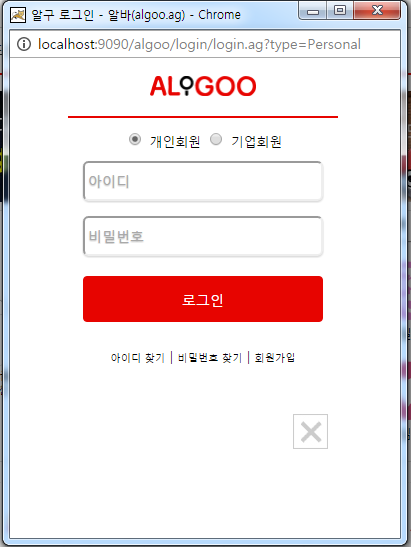 알구 로그인 - 알바(algoo.ag) - Chrome
localhost:9090/algoo/login/login.ag?type=Personal
ALGOO
개인회원 기업회원
아이디
비밀번호
로그인
아이디 찾기 | 비밀번호 찾기 | 회원가입